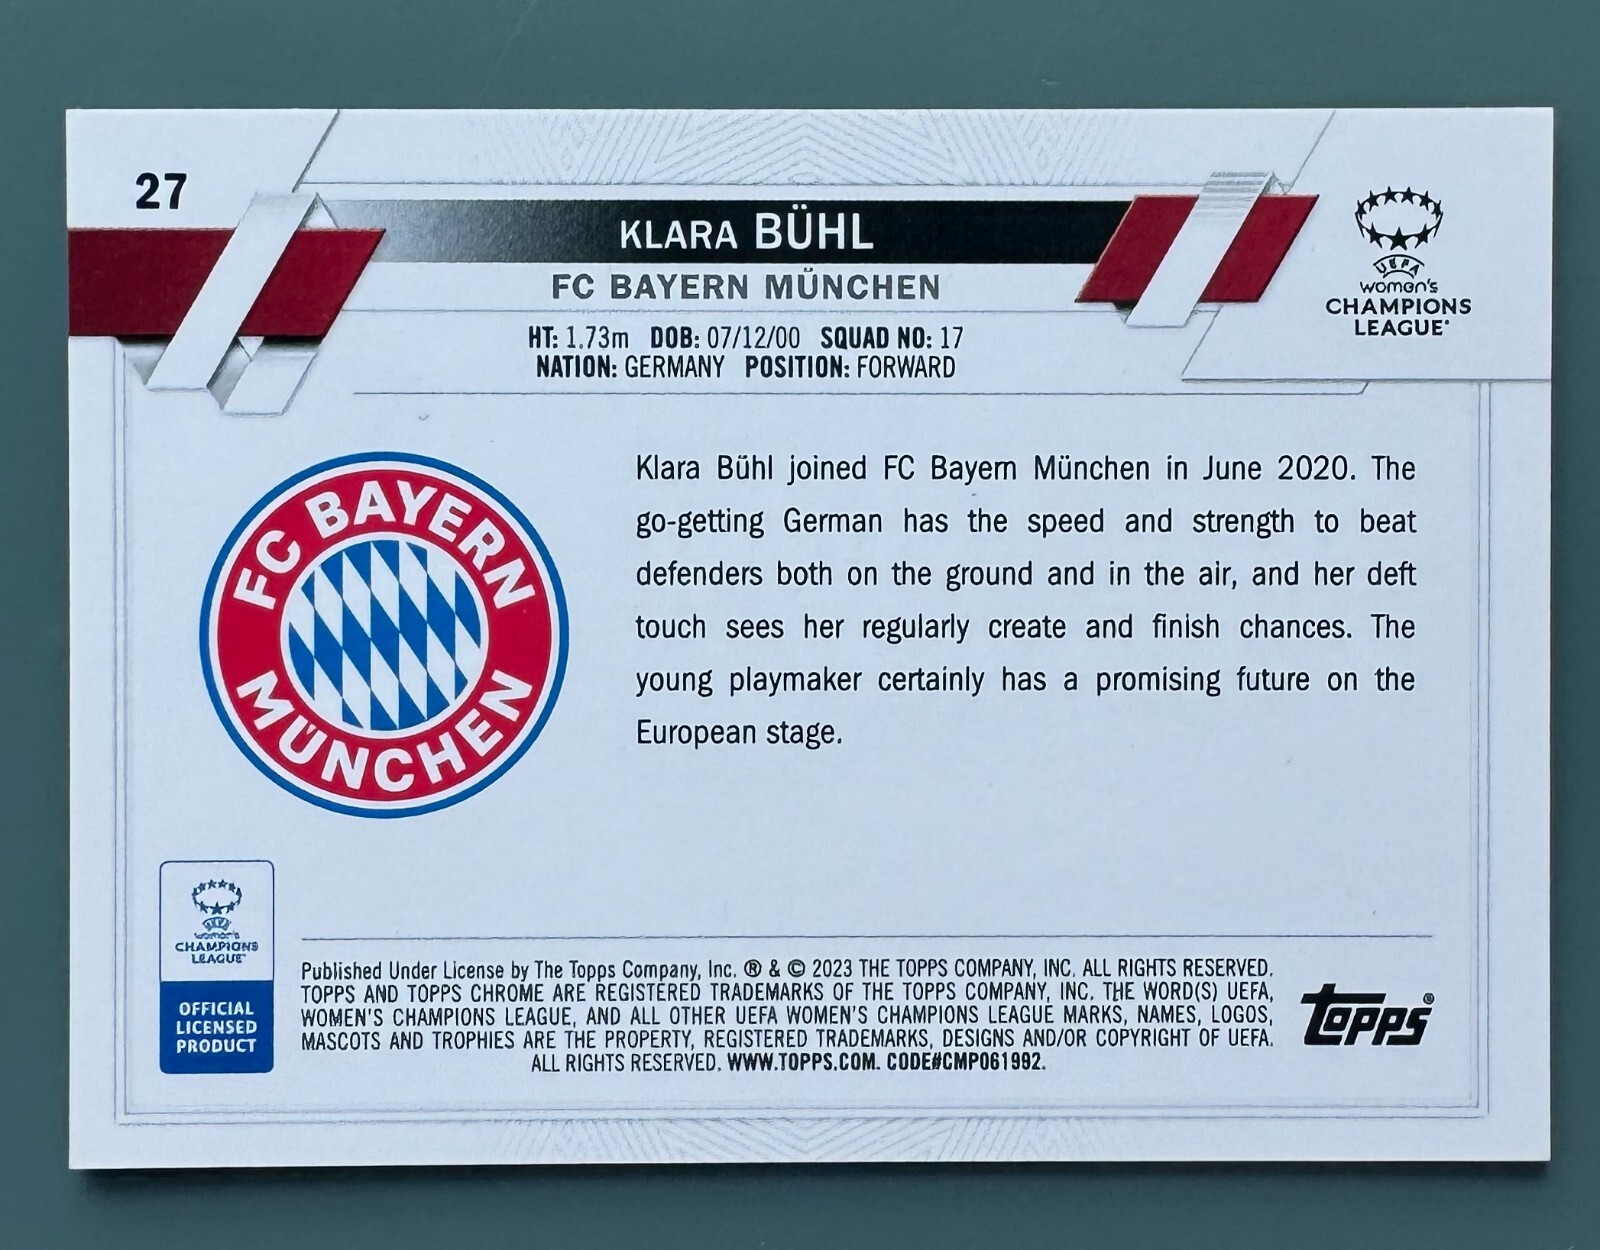 27
KLARA BÜHL
FC BAYERN MÜNCHEN
HT: 1.73m DOB: 07/12/00 SQUAD NO: 17
NATION: GERMANY POSITION: FORWARD
UEFA
women's
CHAMPIONS
LEAGUE
FC BAYERN
MÜNCHEN
Klara Bühl joined FC Bayern München in June 2020. The
go-getting German has the speed and strength to beat
defenders both on the ground and in the air, and her deft
touch sees her regularly create and finish chances. The
young playmaker certainly has a promising future on the
European stage.
UEFA
women's
CHAMPIONS
LEAGUE
OFFICIAL
LICENSED
PRODUCT
Published Under License by The Topps Company, Inc. ® & © 2023 THE TOPPS COMPANY, INC. ALL RIGHTS RESERVED.
TOPPS AND TOPPS CHROME ARE REGISTERED TRADEMARKS OF THE TOPPS COMPANY, INC. THE WORD(S) UEFA,
WOMEN'S CHAMPIONS LEAGUE, AND ALL OTHER UEFA WOMEN'S CHAMPIONS LEAGUE MARKS, NAMES, LOGOS,
MASCOTS AND TROPHIES ARE THE PROPERTY, REGISTERED TRADEMARKS, DESIGNS AND/OR COPYRIGHT OF UEFA.
ALL RIGHTS RESERVED. WWW.TOPPS.COM. CODE#CMP061992.
topps®